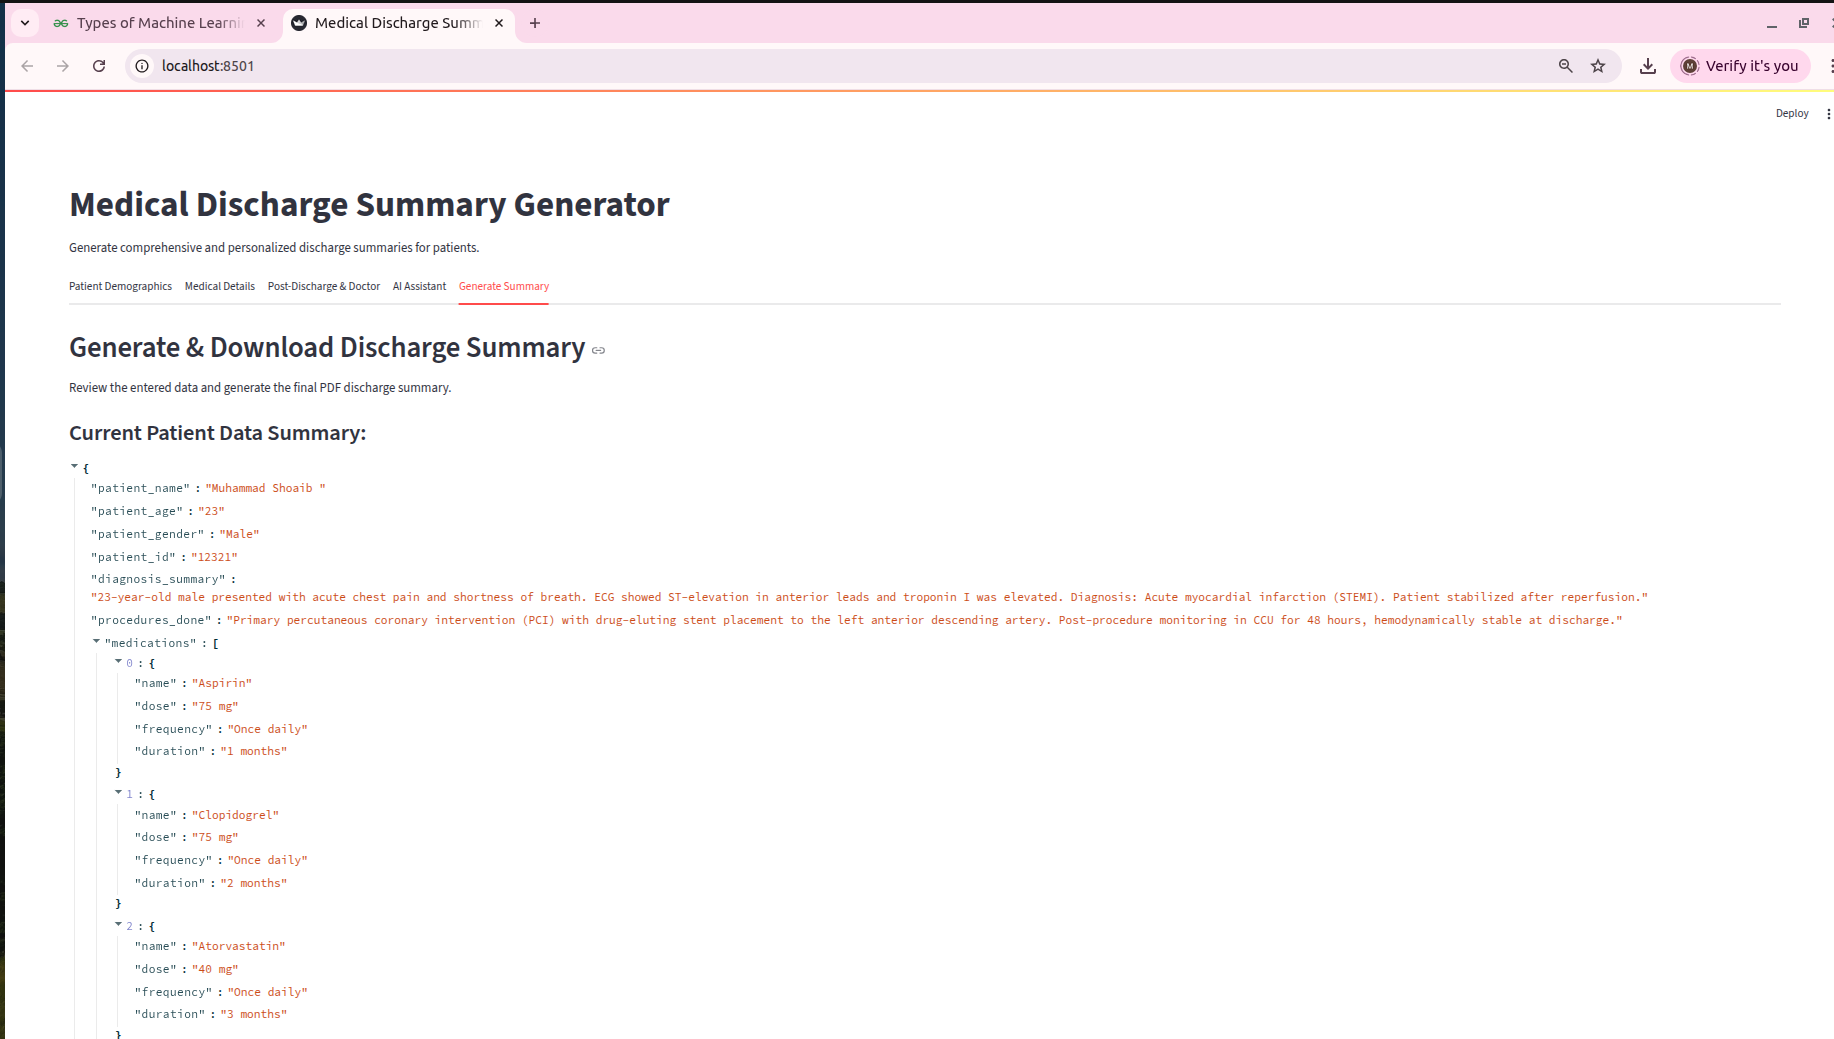 Types of Machine Learni
Medical Discharge Summ
localhost:8501
Verify it's you
Deploy
Medical Discharge Summary Generator
Generate comprehensive and personalized discharge summaries for patients.
Patient Demographics Medical Details Post-Discharge & Doctor AI Assistant Generate Summary
Generate & Download Discharge Summary
Review the entered data and generate the final PDF discharge summary.
Current Patient Data Summary:
{
"patient_name" : "Muhammad Shoaib "
"patient_age" : "23"
"patient_gender" : "Male"
"patient_id" : "12321"
"diagnosis_summary" :
"23-year-old male presented with acute chest pain and shortness of breath. ECG showed ST-elevation in anterior leads and troponin I was elevated. Diagnosis: Acute myocardial infarction (STEMI). Patient stabilized after reperfusion."
"procedures_done" : "Primary percutaneous coronary intervention (PCI) with drug-eluting stent placement to the left anterior descending artery. Post-procedure monitoring in CCU for 48 hours, hemodynamically stable at discharge."
"medications" : [
0 : {
"name" : "Aspirin"
"dose" : "75 mg"
"frequency" : "Once daily"
"duration" : "1 months"
}
1 : {
"name" : "Clopidogrel"
"dose" : "75 mg"
"frequency" : "Once daily"
"duration" : "2 months"
}
2 : {
"name" : "Atorvastatin"
"dose" : "40 mg"
"frequency" : "Once daily"
"duration" : "3 months"
}